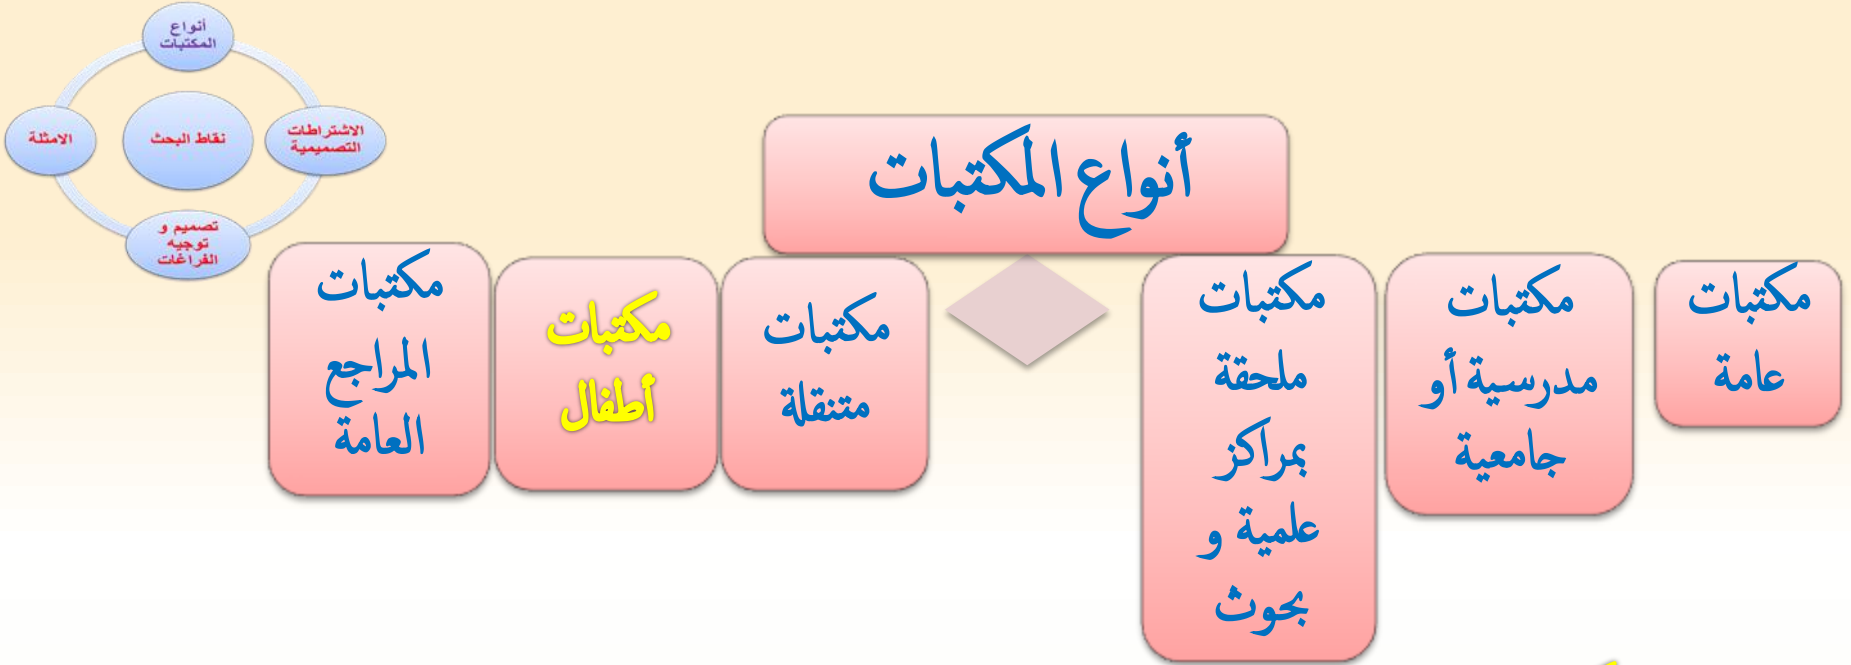 أنواع
المكتبات
الاشتراطات
التصميمية
نقاط البحث
الامثلة
تصميم و
توجيه
الفراغات
أنواع المكتبات
مكتبات
عامة
مكتبات
مدرسية أو
جامعية
مكتبات
ملحقة
بمراكز
علمية و
بحوث
مكتبات
متنقلة
مكتبات
أطفال
مكتبات
المراجع
العامة